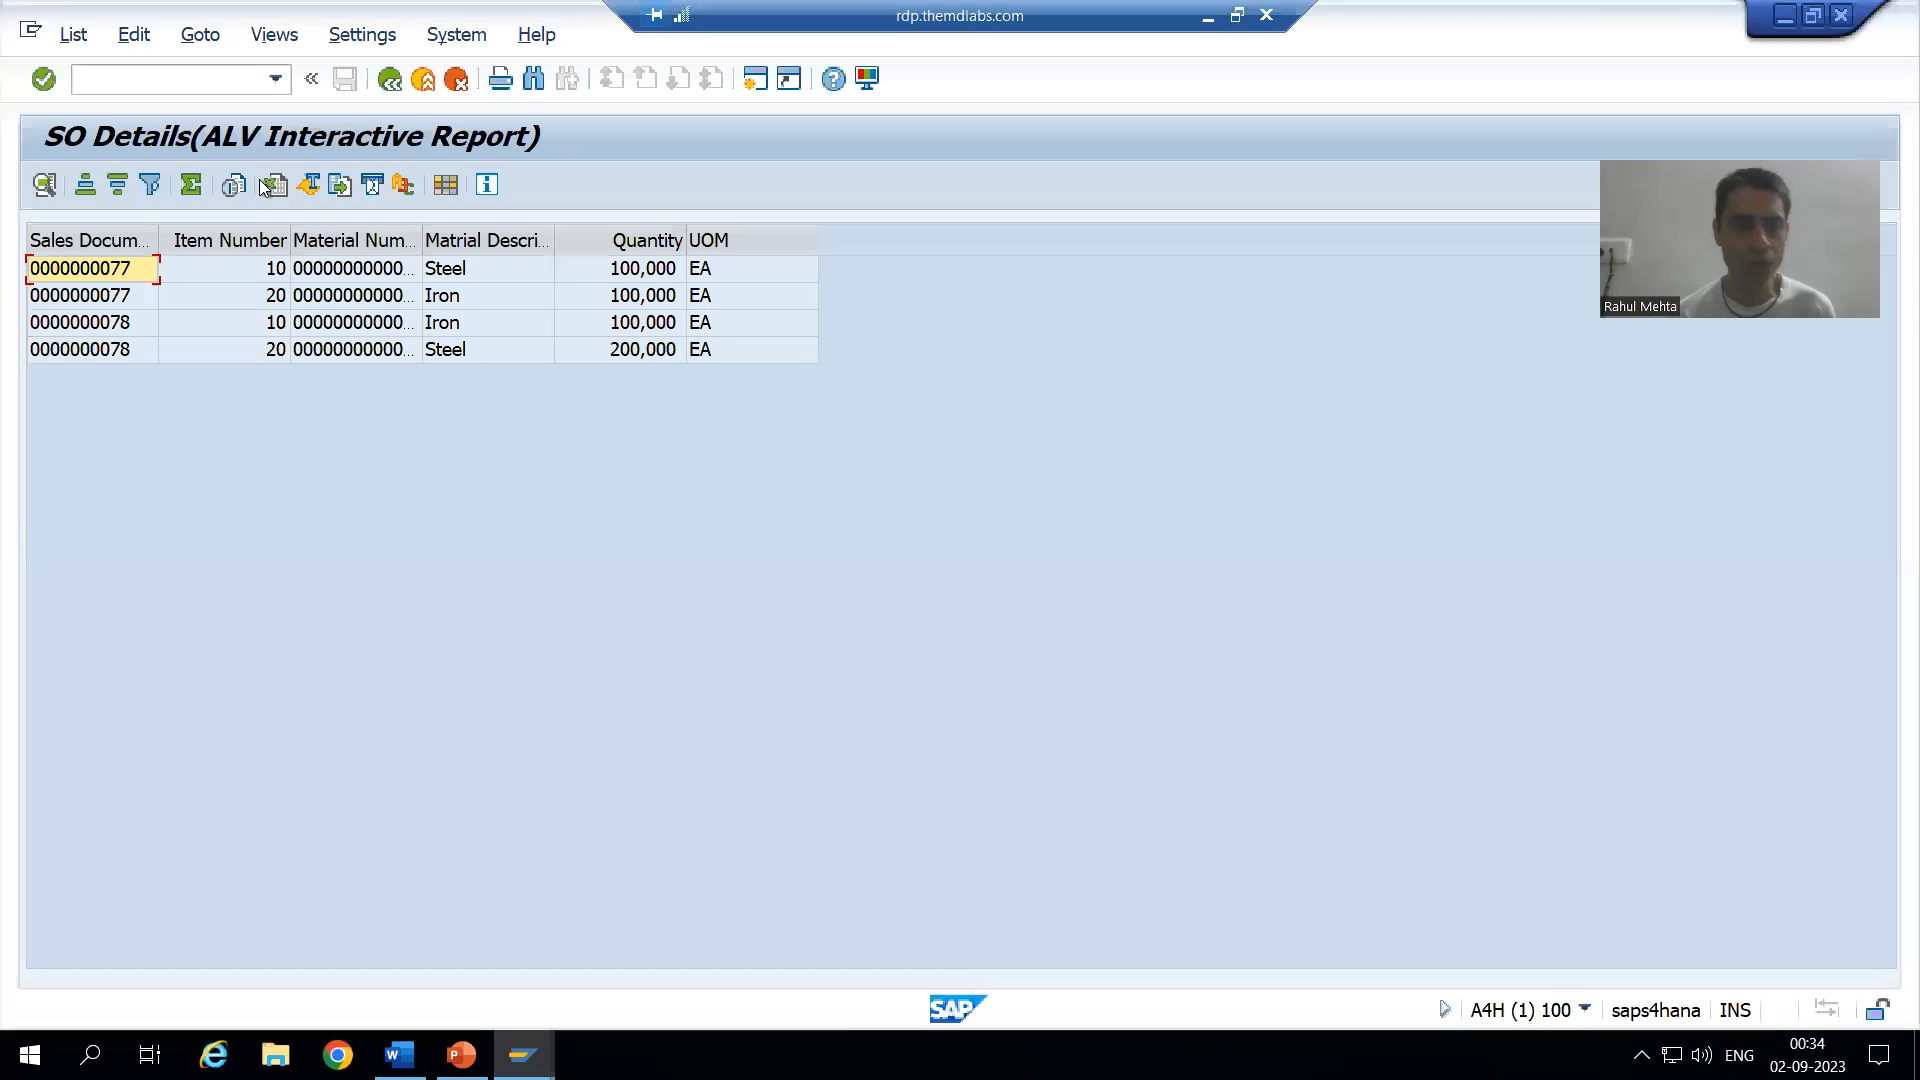 rdp.themdlabs.com
List Edit Goto Views Settings System Help
SO Details(ALV Interactive Report)
Sales Docum... Item Number Material Num... Matrial Descri... Quantity UOM
0000000077 10 00000000000... Steel 100,000 EA
0000000077 20 00000000000... Iron 100,000 EA
0000000078 10 00000000000... Iron 100,000 EA
0000000078 20 00000000000... Steel 200,000 EA
Rahul Mehta
SAP
A4H (1) 100 saps4hana INS
ENG
00:34
02-09-2023